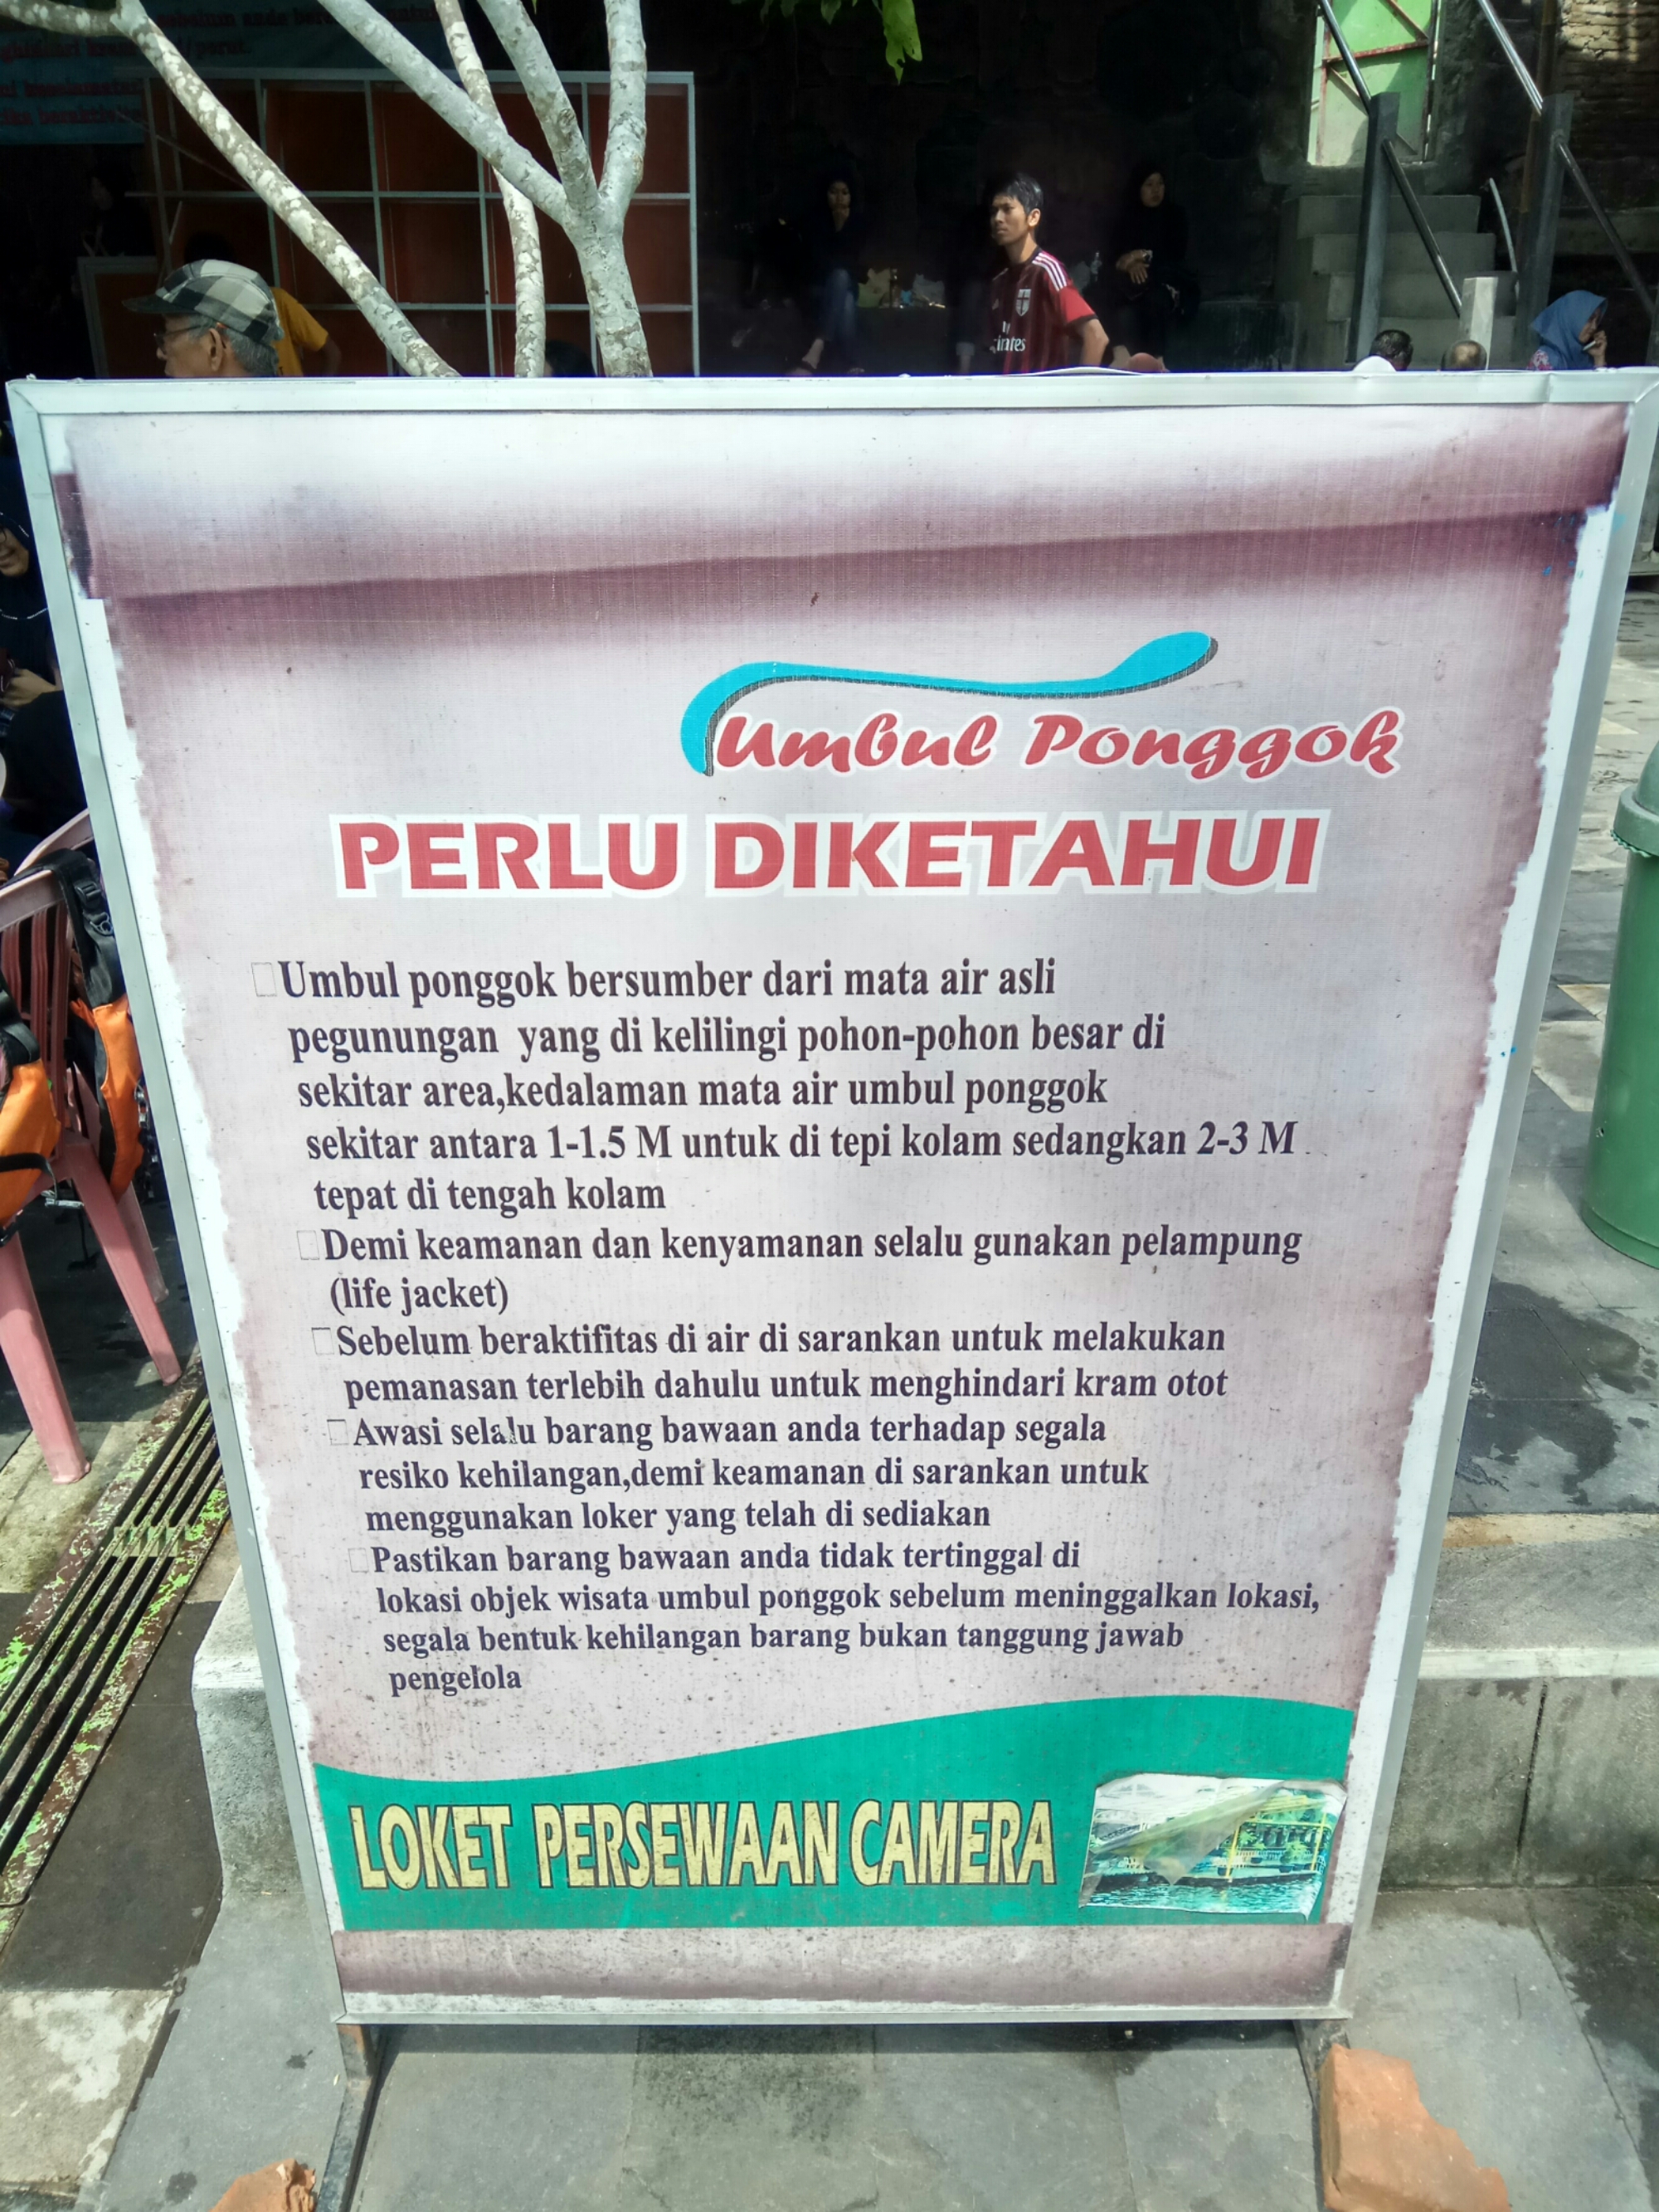 Umbul Ponggok
PERLU DIKETAHUI
Umbul ponggok bersumber dari mata air asli
pegunungan yang di kelilingi pohon-pohon besar di
sekitar area,kedalaman mata air umbul ponggok
sekitar antara 1-1.5 M untuk di tepi kolam sedangkan 2-3 M
tepat di tengah kolam
Demi keamanan dan kenyamanan selalu gunakan pelampung
(life jacket)
Sebelum beraktifitas di air di sarankan untuk melakukan
pemanasan terlebih dahulu untuk menghindari kram otot
Awasi selalu barang bawaan anda terhadap segala
resiko kehilangan,demi keamanan di sarankan untuk
menggunakan loker yang telah di sediakan
Pastikan barang bawaan anda tidak tertinggal di
lokasi objek wisata umbul ponggok sebelum meninggalkan lokasi,
segala bentuk kehilangan barang bukan tanggung jawab
pengelola
LOKET PERSEWAAN CAMERA